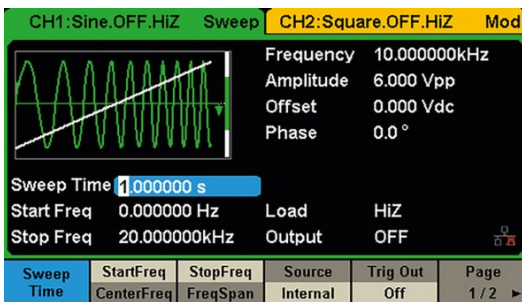 CH1:Sine.OFF.HiZ Sweep CH2:Square.OFF.HiZ Mod
Frequency 10.000000kHz
Amplitude 6.000 Vpp
Offset 0.000 Vdc
Phase 0.0 °
Sweep Time 1.000000 s
Start Freq 0.000000 Hz Load HiZ
Stop Freq 20.000000kHz Output OFF
Sweep StartFreq StopFreq Source Trig Out Page
Time CenterFreq FreqSpan Internal Off 1 / 2 ►